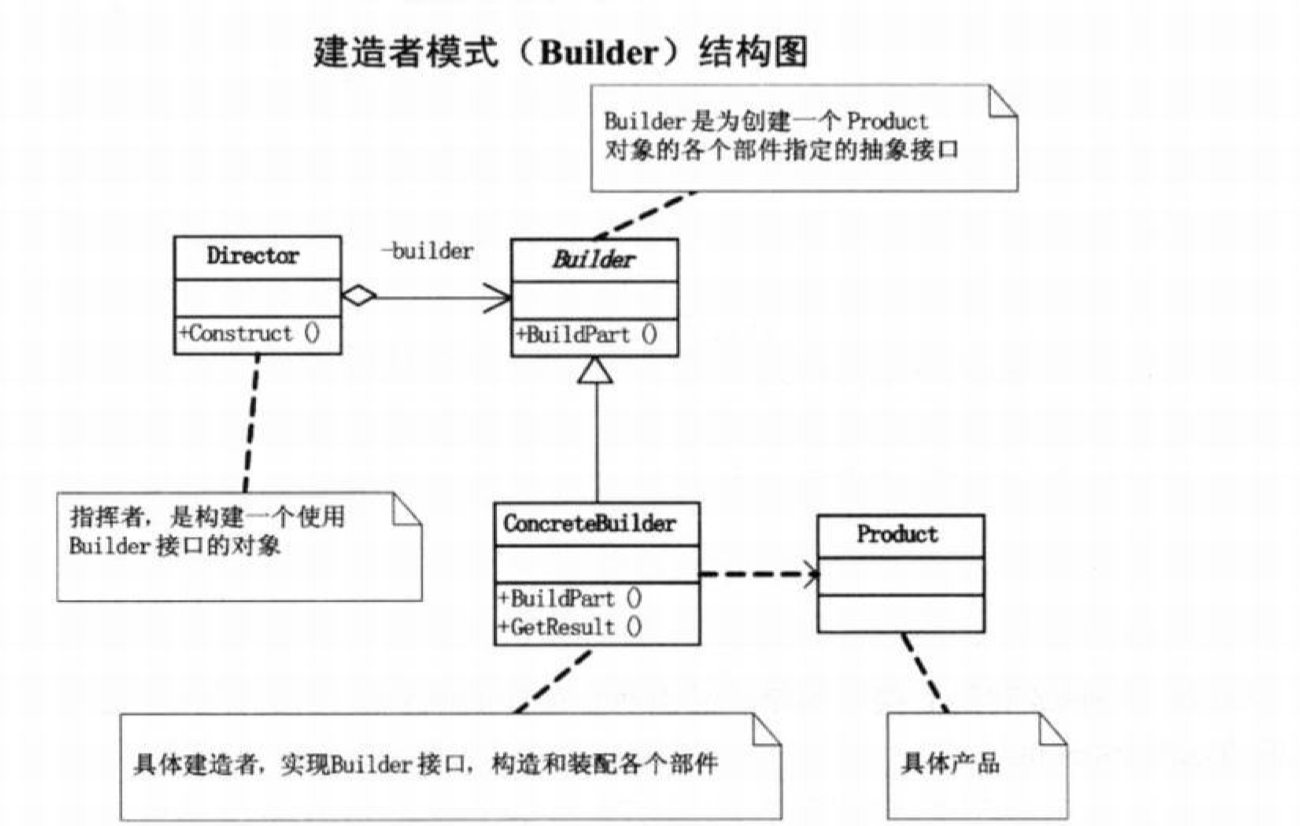 建造者模式（Builder）结构图
Builder是为创建一个Product
对象的各个部件指定的抽象接口
Director
-builder
Builder
+Construct()
+BuildPart()
指挥者，是构建一个使用
Builder接口的对象
ConcreteBuilder
Product
+BuildPart()
+GetResult()
具体建造者，实现Builder接口，构造和装配各个部件
具体产品